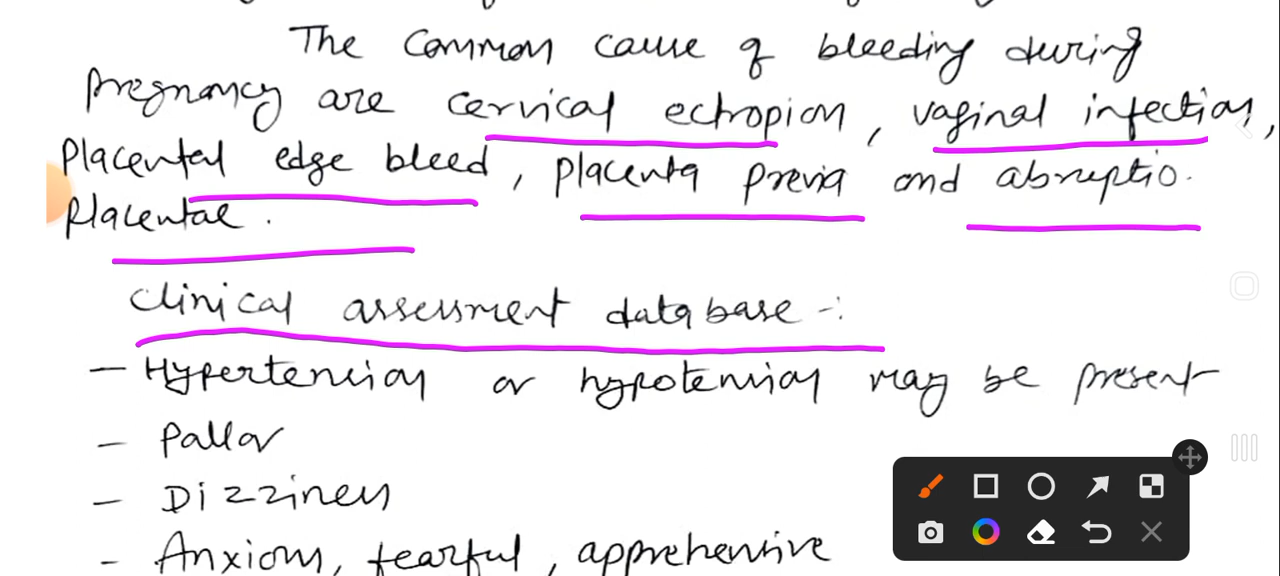 The common cause of bleeding during
pregnancy are cervical ectropion, vaginal infection,
Placental edge bleed, placenta previa and abruptio.
Placentae.
Clinical assessment database -:
- Hypertension or hypotension may be present
- Pallor
- Dizziness
- Anxious, fearful, apprehensive